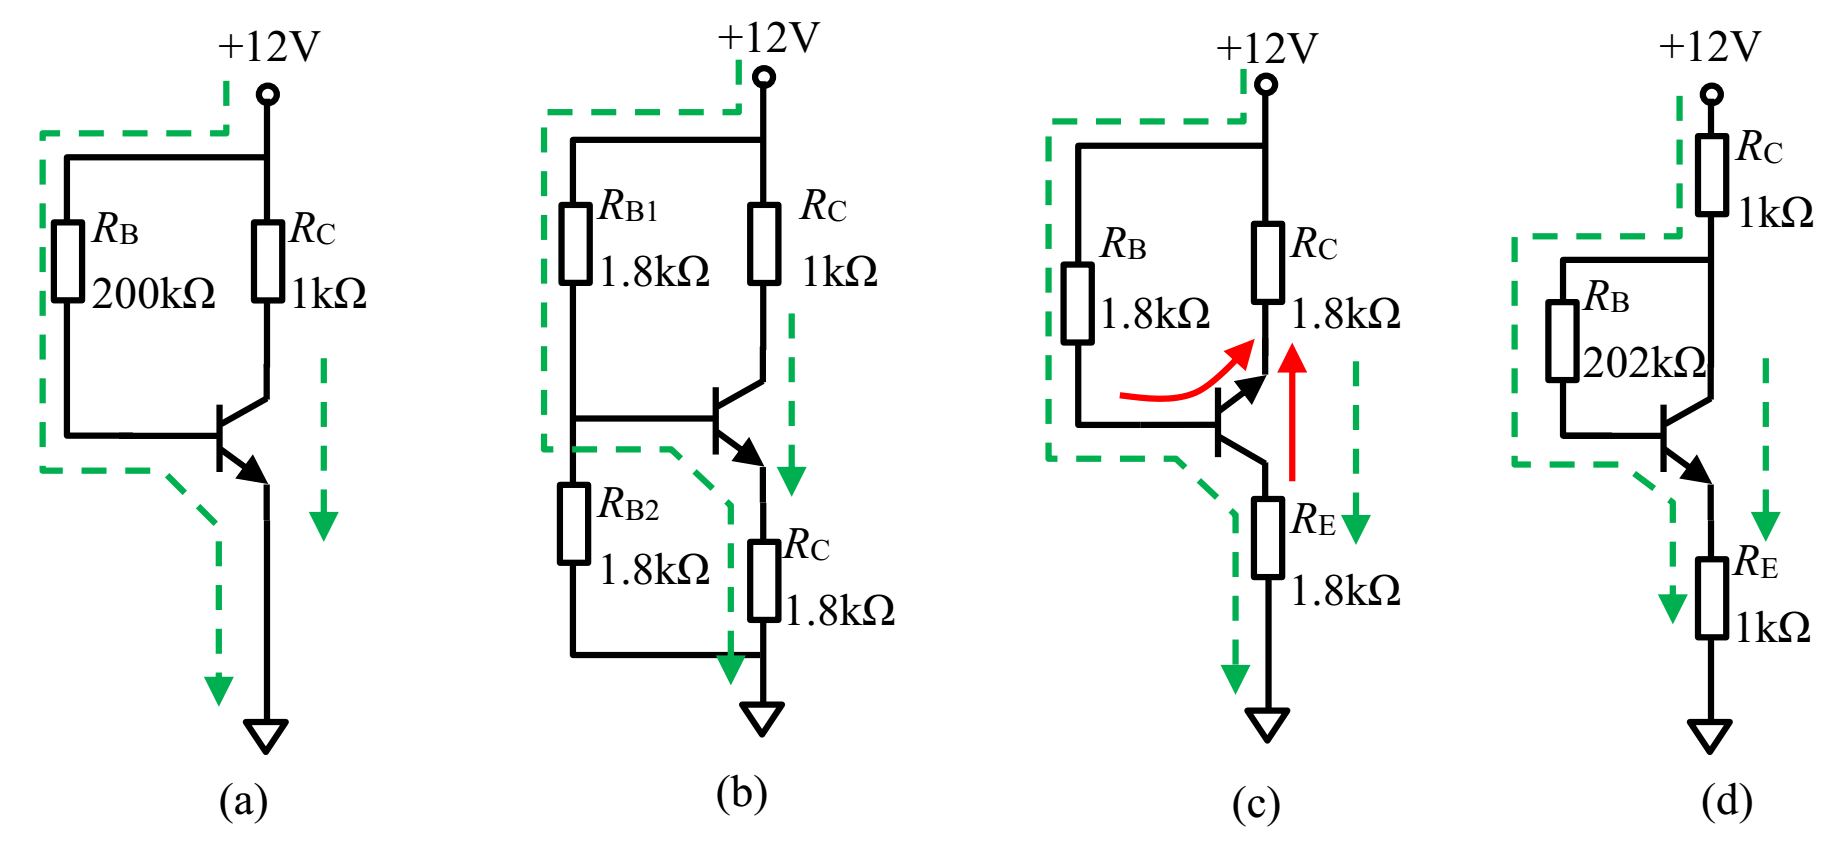 +12V
RB
200kΩ
RC
1kΩ
(a)
+12V
RB1
1.8kΩ
RC
1kΩ
RB2
1.8kΩ
RC
1.8kΩ
(b)
+12V
RB
1.8kΩ
RC
1.8kΩ
RE
1.8kΩ
(c)
+12V
RC
1kΩ
RB
202kΩ
RE
1kΩ
(d)